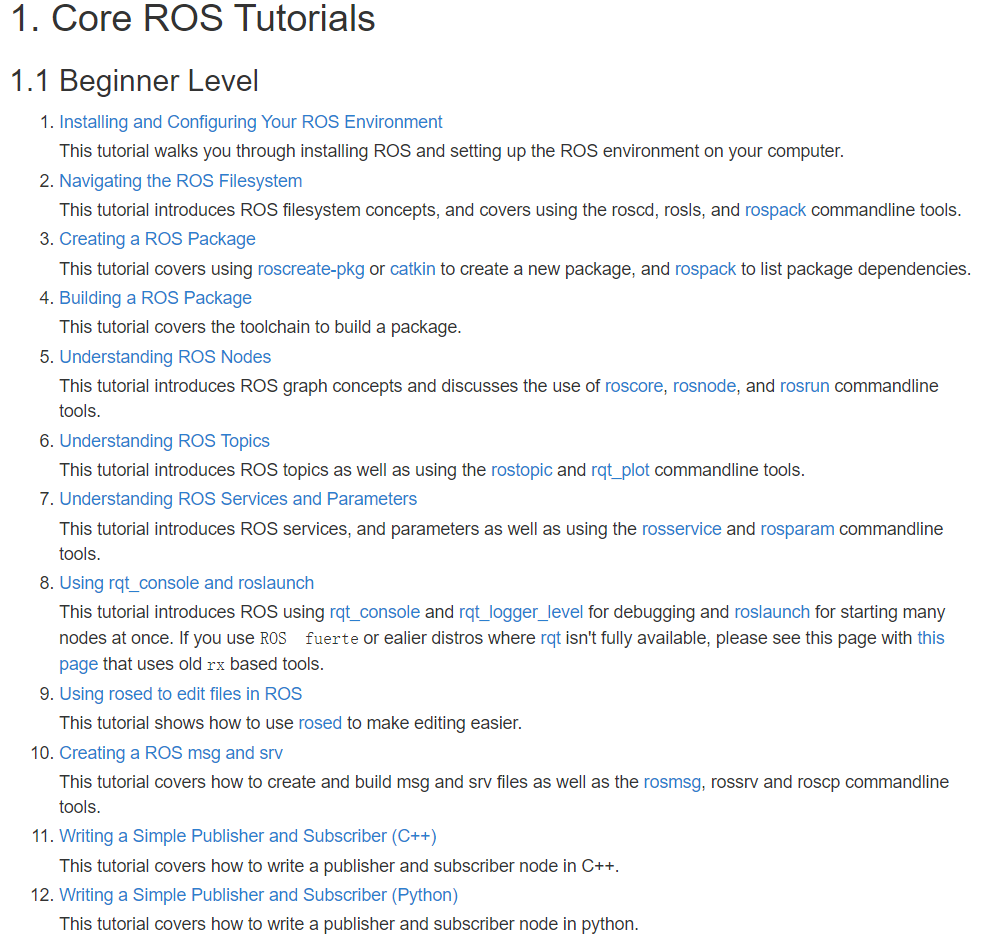 1. Core ROS Tutorials
1.1 Beginner Level
1. Installing and Configuring Your ROS Environment
This tutorial walks you through installing ROS and setting up the ROS environment on your computer.
2. Navigating the ROS Filesystem
This tutorial introduces ROS filesystem concepts, and covers using the roscd, rosls, and rospack commandline tools.
3. Creating a ROS Package
This tutorial covers using roscreate-pkg or catkin to create a new package, and rospack to list package dependencies.
4. Building a ROS Package
This tutorial covers the toolchain to build a package.
5. Understanding ROS Nodes
This tutorial introduces ROS graph concepts and discusses the use of roscore, rosnode, and rosrun commandline
tools.
6. Understanding ROS Topics
This tutorial introduces ROS topics as well as using the rostopic and rqt_plot commandline tools.
7. Understanding ROS Services and Parameters
This tutorial introduces ROS services, and parameters as well as using the rosservice and rosparam commandline
tools.
8. Using rqt_console and roslaunch
This tutorial introduces ROS using rqt_console and rqt_logger_level for debugging and roslaunch for starting many
nodes at once. If you use ROS fuerte or ealier distros where rqt isn't fully available, please see this page with this
page that uses old rx based tools.
9. Using rosed to edit files in ROS
This tutorial shows how to use rosed to make editing easier.
10. Creating a ROS msg and srv
This tutorial covers how to create and build msg and srv files as well as the rosmsg, rossrv and roscp commandline
tools.
11. Writing a Simple Publisher and Subscriber (C++)
This tutorial covers how to write a publisher and subscriber node in C++.
12. Writing a Simple Publisher and Subscriber (Python)
This tutorial covers how to write a publisher and subscriber node in python.